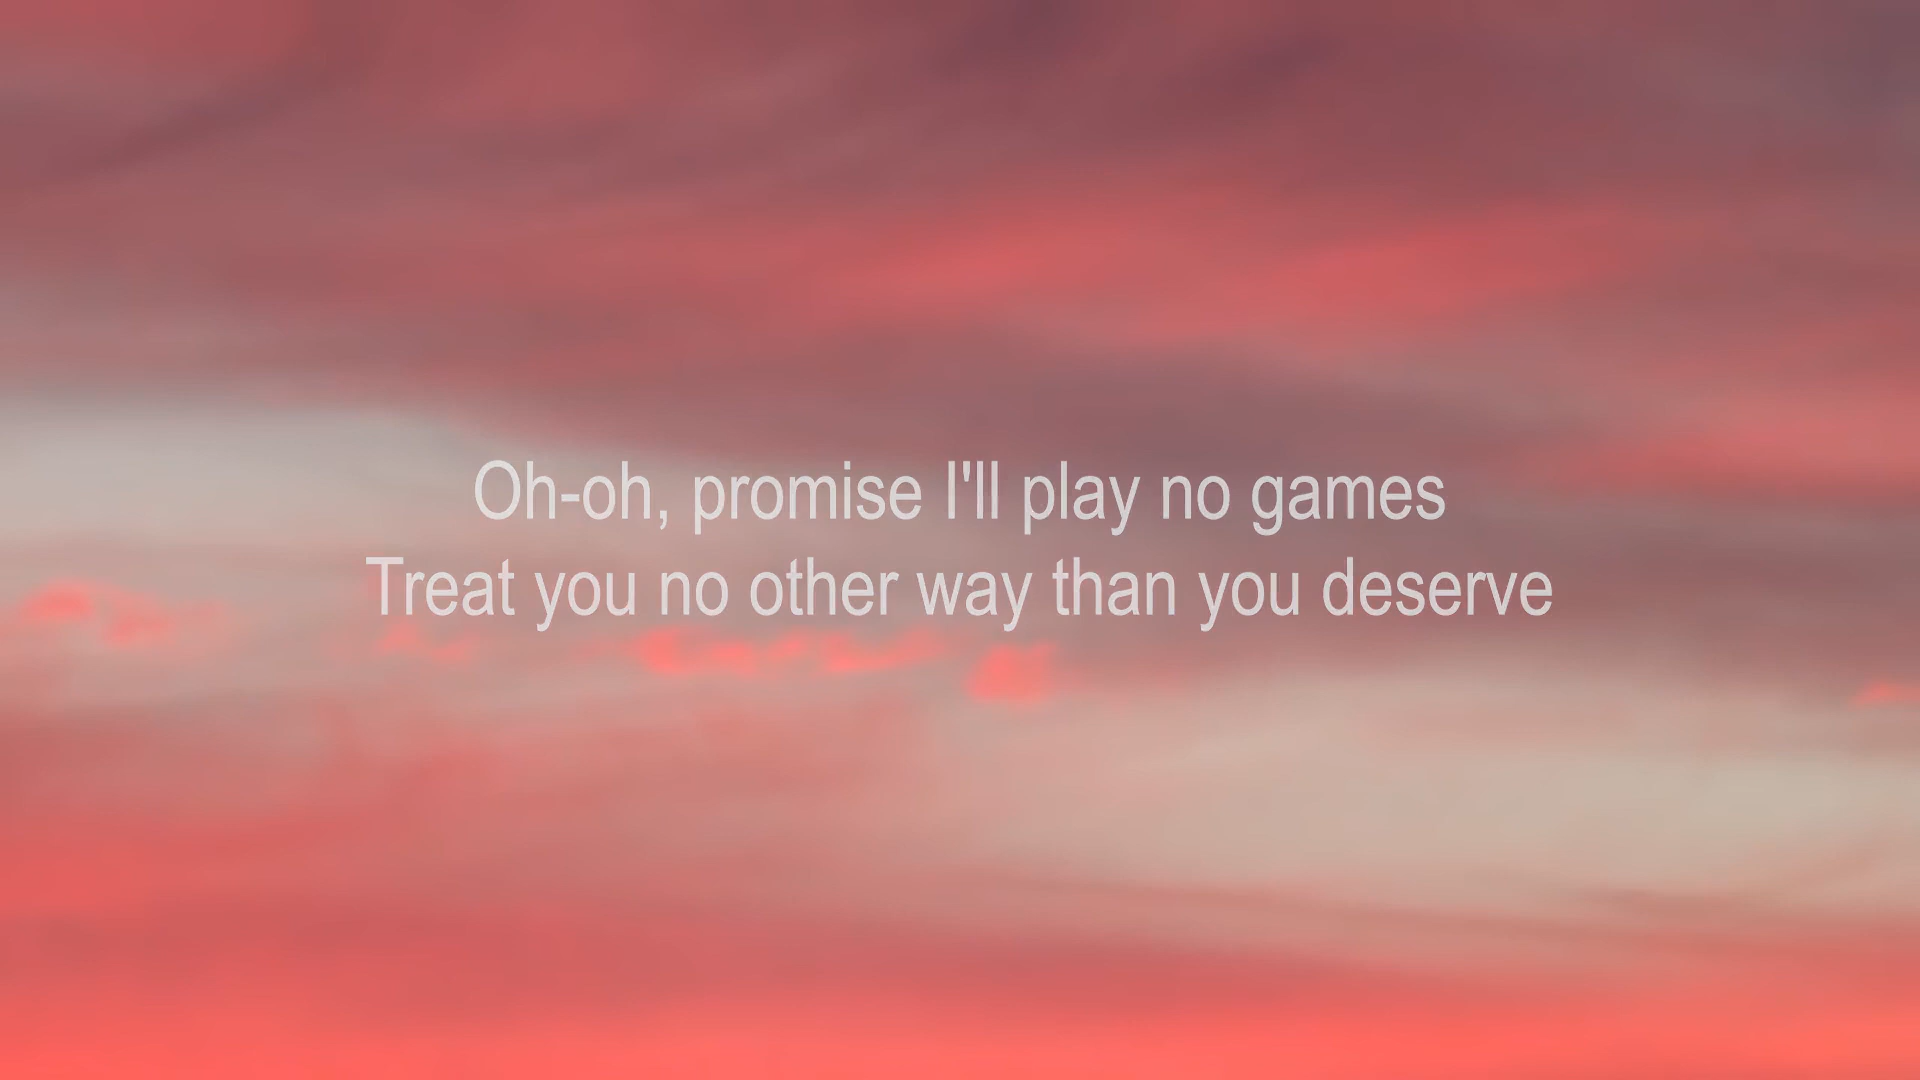 Oh-oh, promise I'll play no games
Treat you no other way than you deserve